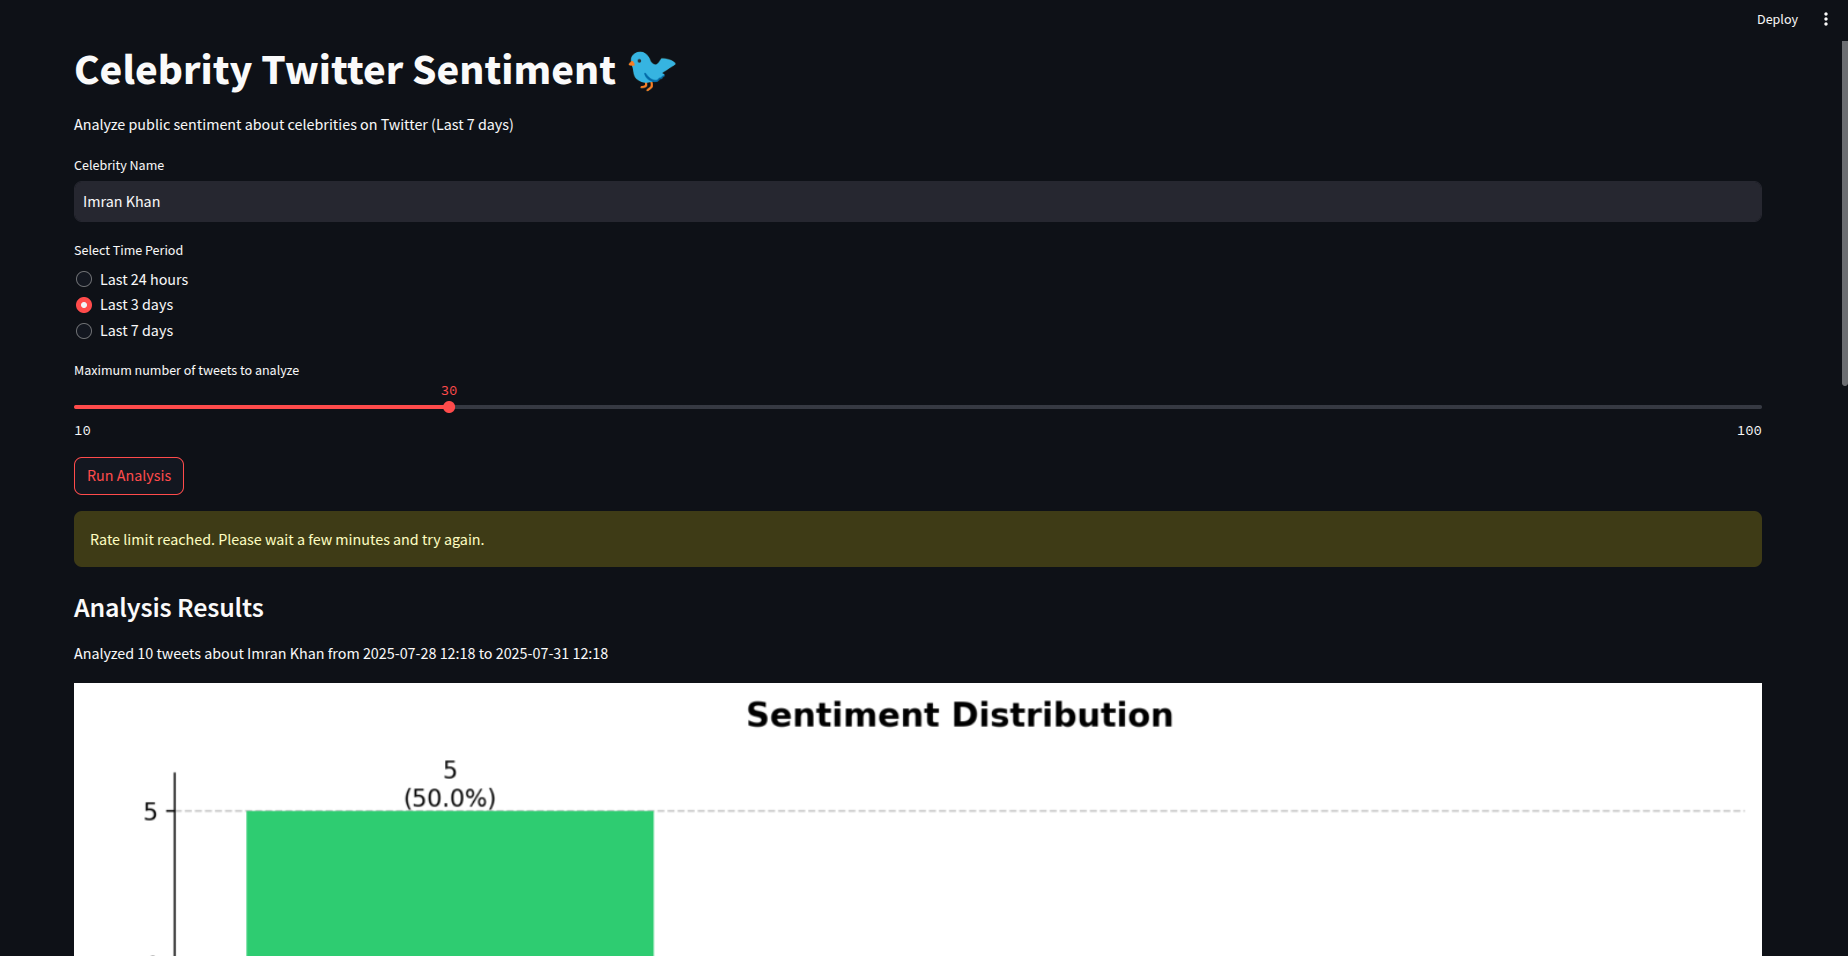 Deploy
Celebrity Twitter Sentiment 🐦
Analyze public sentiment about celebrities on Twitter (Last 7 days)
Celebrity Name
Imran Khan
Select Time Period
Last 24 hours
Last 3 days
Last 7 days
Maximum number of tweets to analyze
30
10 100
Run Analysis
Rate limit reached. Please wait a few minutes and try again.
Analysis Results
Analyzed 10 tweets about Imran Khan from 2025-07-28 12:18 to 2025-07-31 12:18
Sentiment Distribution
5
(50.0%)
5